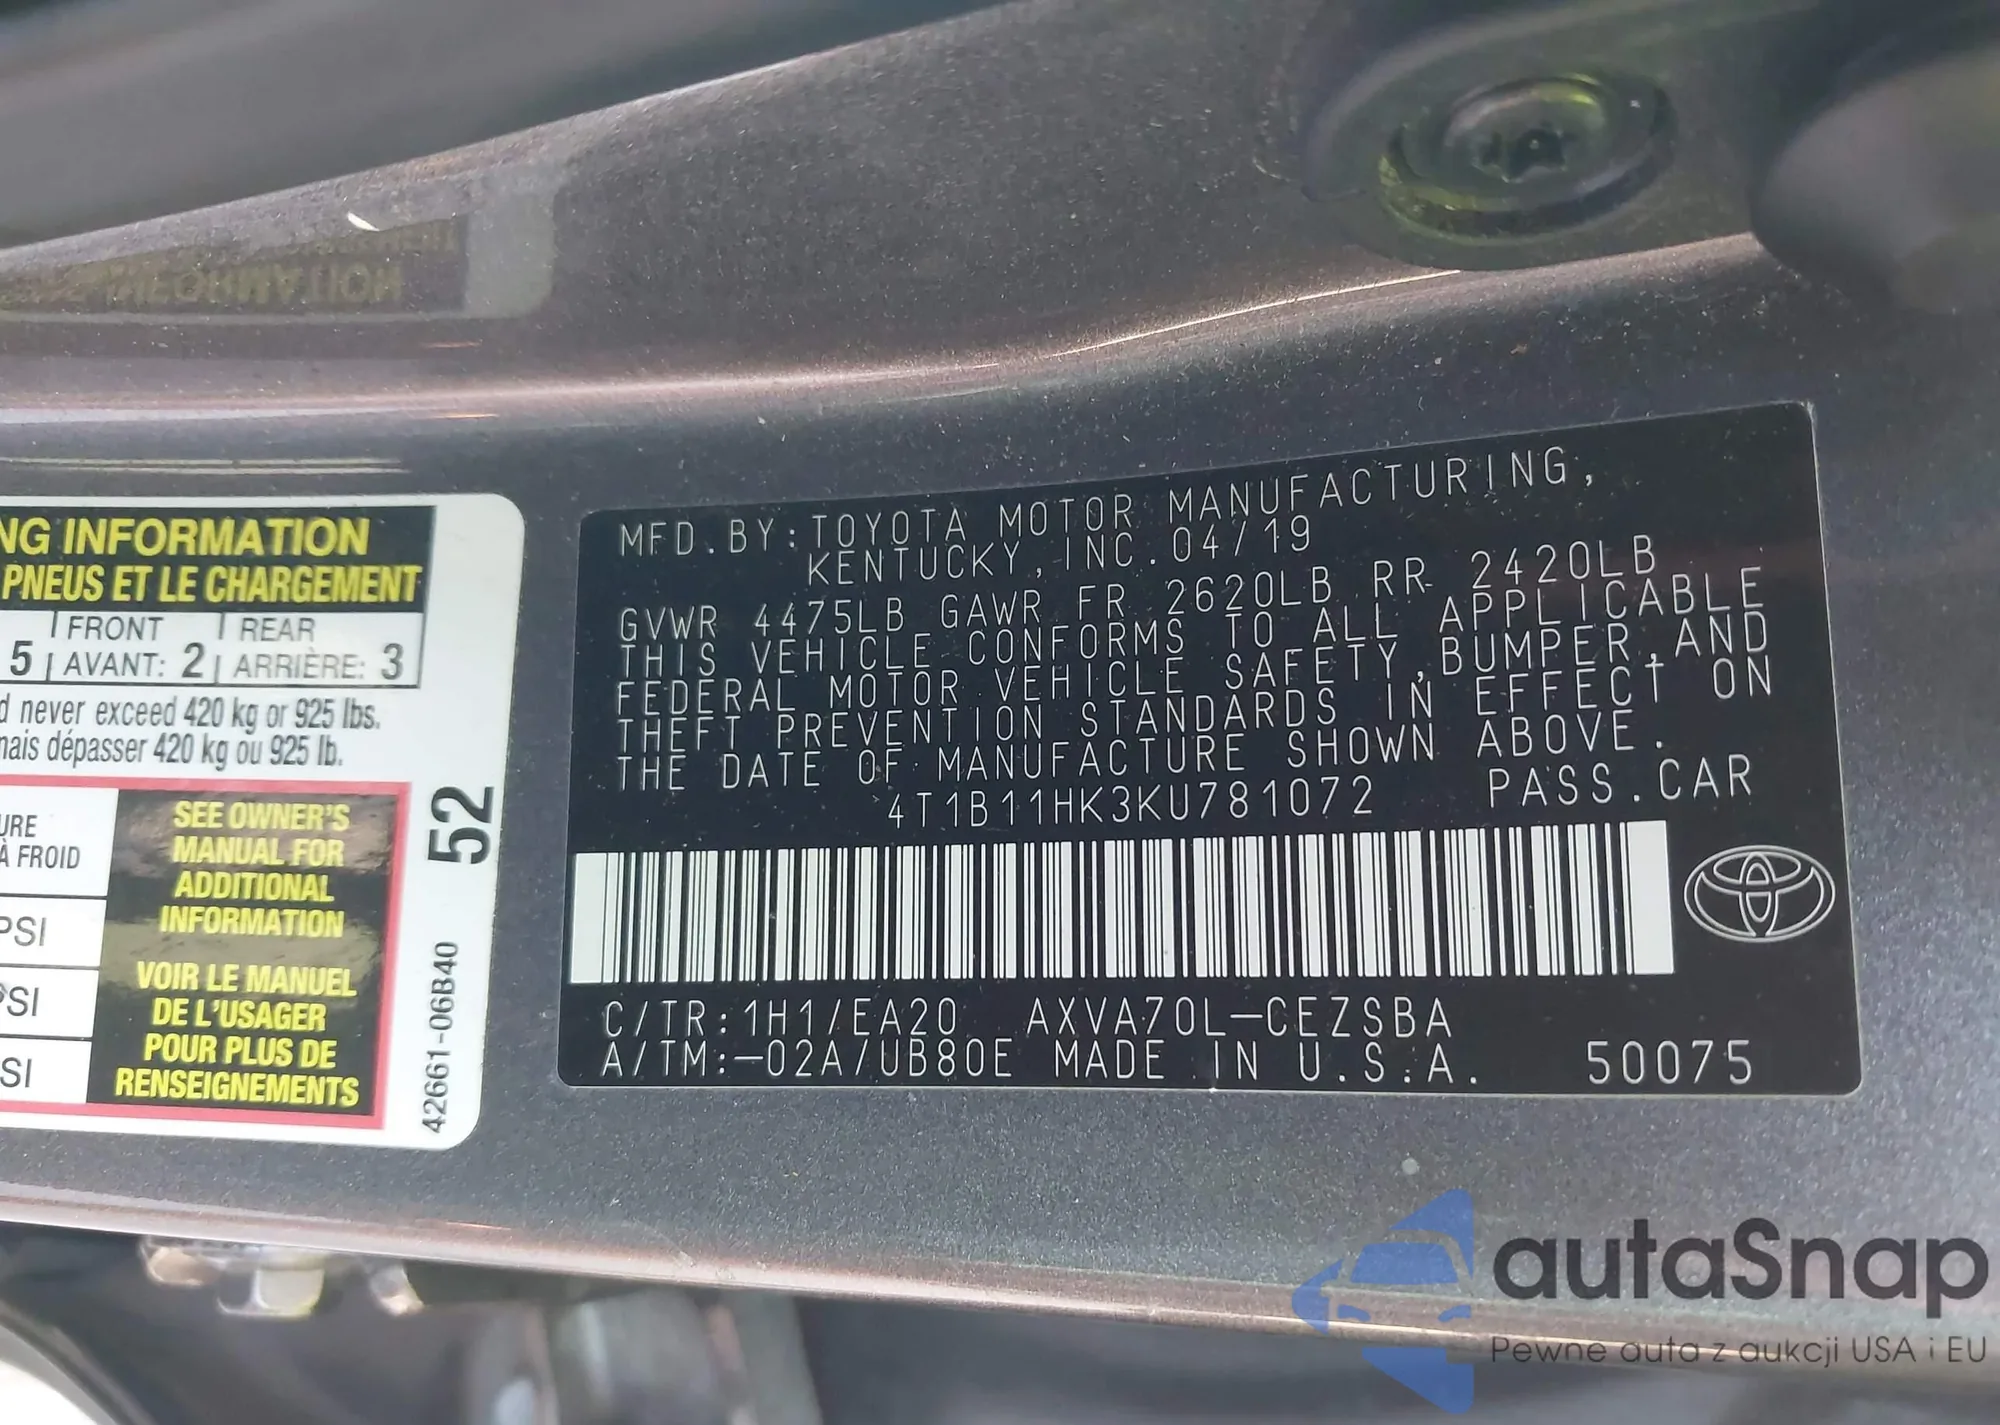 NG INFORMATION
PNEUS ET LE CHARGEMENT
5 FRONT REAR
AVANT: 2 ARRIÈRE: 3
d never exceed 420 kg or 925 lbs.
mais dépasser 420 kg ou 925 lb.
URE
À FROID
PSI
PSI
SI
SEE OWNER'S
MANUAL FOR
ADDITIONAL
INFORMATION
VOIR LE MANUEL
DE L'USAGER
POUR PLUS DE
RENSEIGNEMENTS
52
42661-06B40
MFD.BY:TOYOTA MOTOR MANUFACTURING,
KENTUCKY,INC.04/19
GVWR 4475LB GAWR FR 2620LB RR 2420LB
THIS VEHICLE CONFORMS TO ALL APPLICABLE
FEDERAL MOTOR VEHICLE SAFETY,BUMPER,AND
THEFT PREVENTION STANDARDS IN EFFECT ON
THE DATE OF MANUFACTURE SHOWN ABOVE.
4T1B11HK3KU781072 PASS.CAR
C/TR:1H1/EA20 AXVA70L-CEZSBA
A/TM:-02A/UB80E MADE IN U.S.A. 50075
autaSnap
Pewne auta z aukcji USA i EU